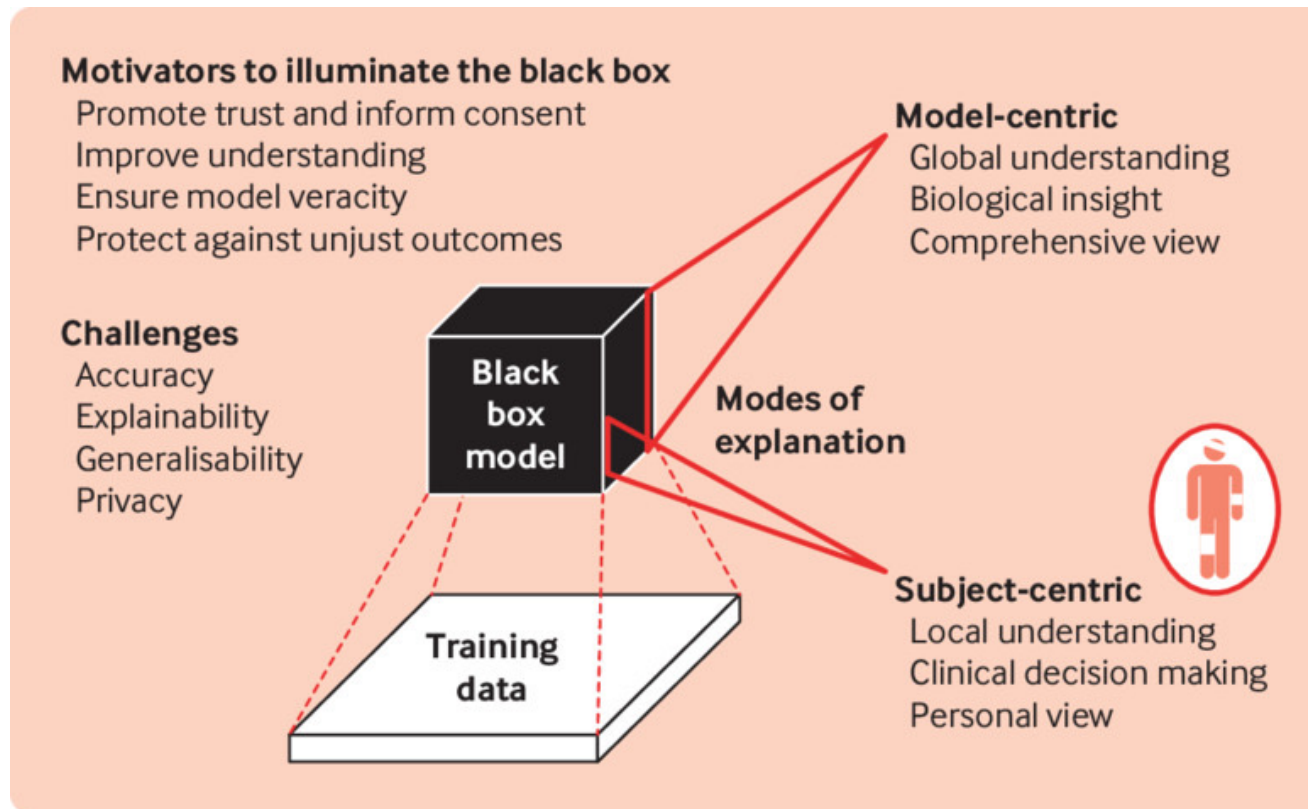 Motivators to illuminate the black box
Promote trust and inform consent
Improve understanding
Ensure model veracity
Protect against unjust outcomes
Challenges
Accuracy
Explainability
Generalisability
Privacy
Black
box
model
Training
data
Modes of
explanation
Model-centric
Global understanding
Biological insight
Comprehensive view
Subject-centric
Local understanding
Clinical decision making
Personal view